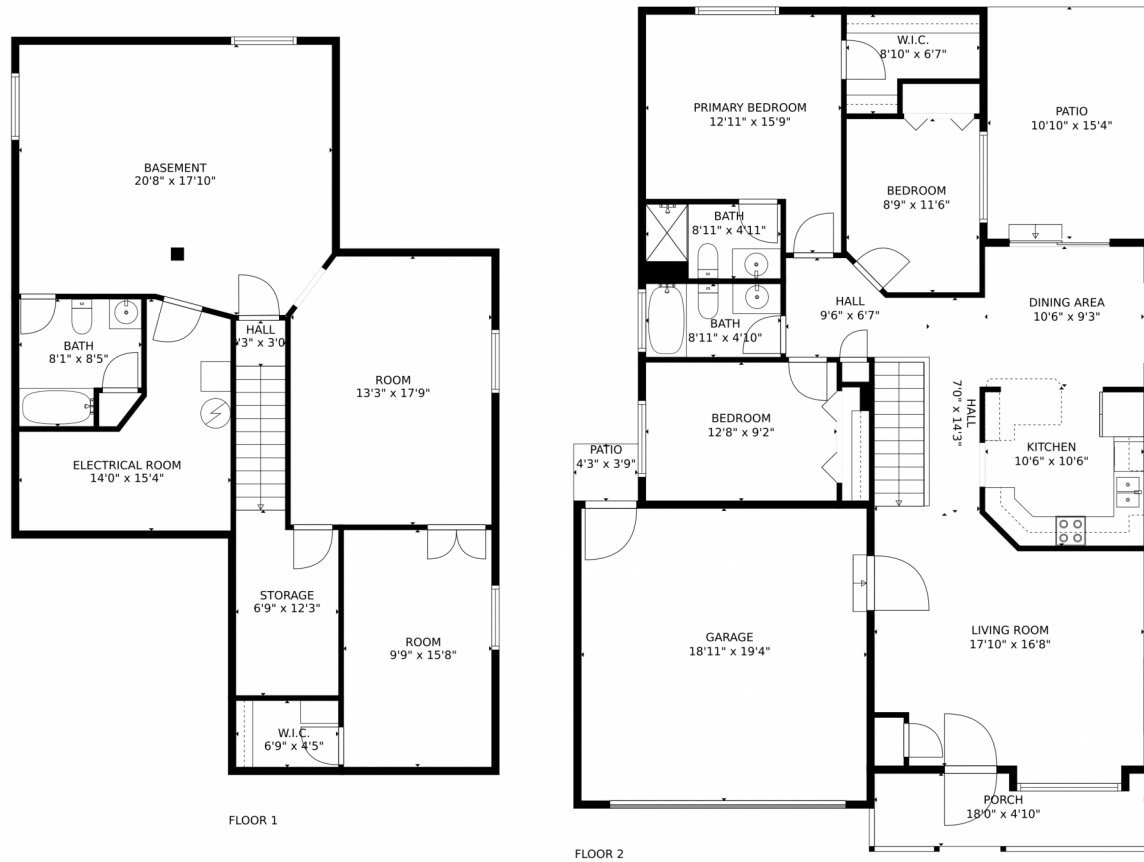 BASEMENT
20'8" x 17'10"
BATH
8'1" x 8'5"
HALL
'3" x 3'0
ROOM
13'3" x 17'9"
ELECTRICAL ROOM
14'0" x 15'4"
STORAGE
6'9" x 12'3"
ROOM
9'9" x 15'8"
W.I.C.
6'9" x 4'5"
FLOOR 1
W.I.C.
8'10" x 6'7"
PRIMARY BEDROOM
12'11" x 15'9"
PATIO
10'10" x 15'4"
BEDROOM
8'9" x 11'6"
BATH
8'11" x 4'11"
HALL
9'6" x 6'7"
DINING AREA
10'6" x 9'3"
BATH
8'11" x 4'10"
BEDROOM
12'8" x 9'2"
HALL
7'0" x 14'3"
KITCHEN
10'6" x 10'6"
PATIO
4'3" x 3'9"
GARAGE
18'11" x 19'4"
LIVING ROOM
17'10" x 16'8"
PORCH
18'0" x 4'10"
FLOOR 2